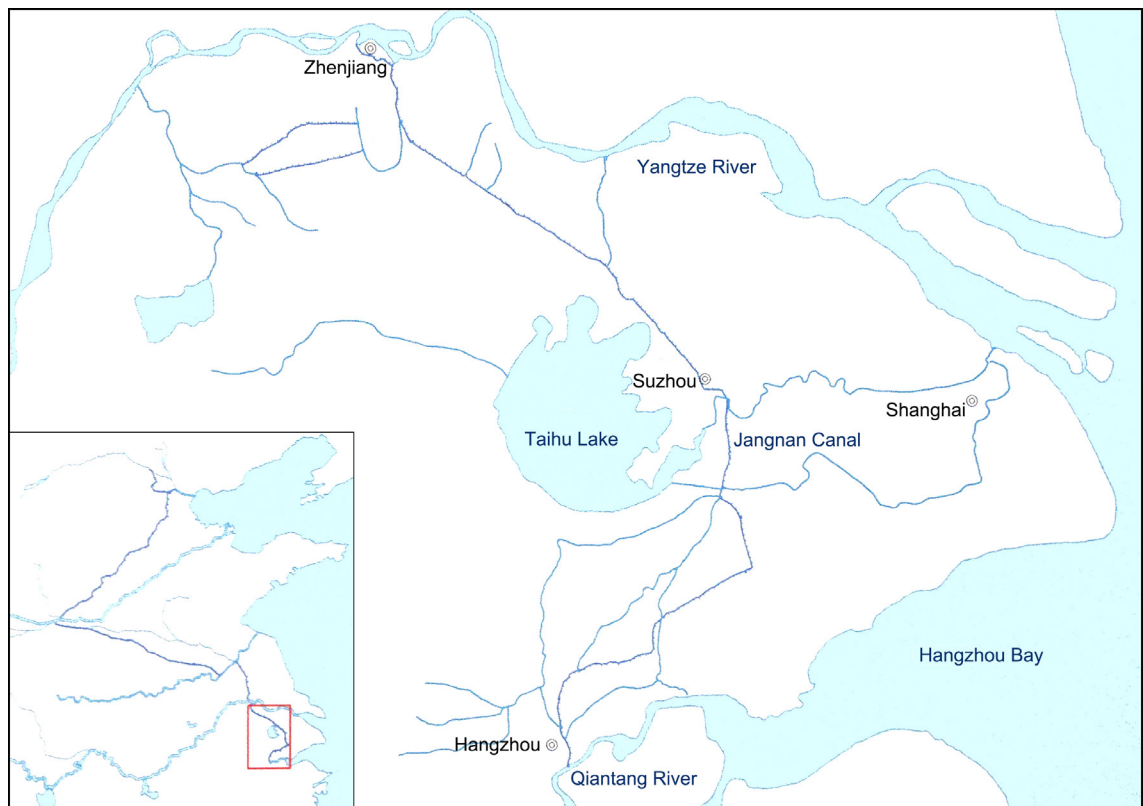 Zhenjiang
Yangtze River
Suzhou
Shanghai
Taihu Lake
Jangnan Canal
Hangzhou Bay
Hangzhou
Qiantang River